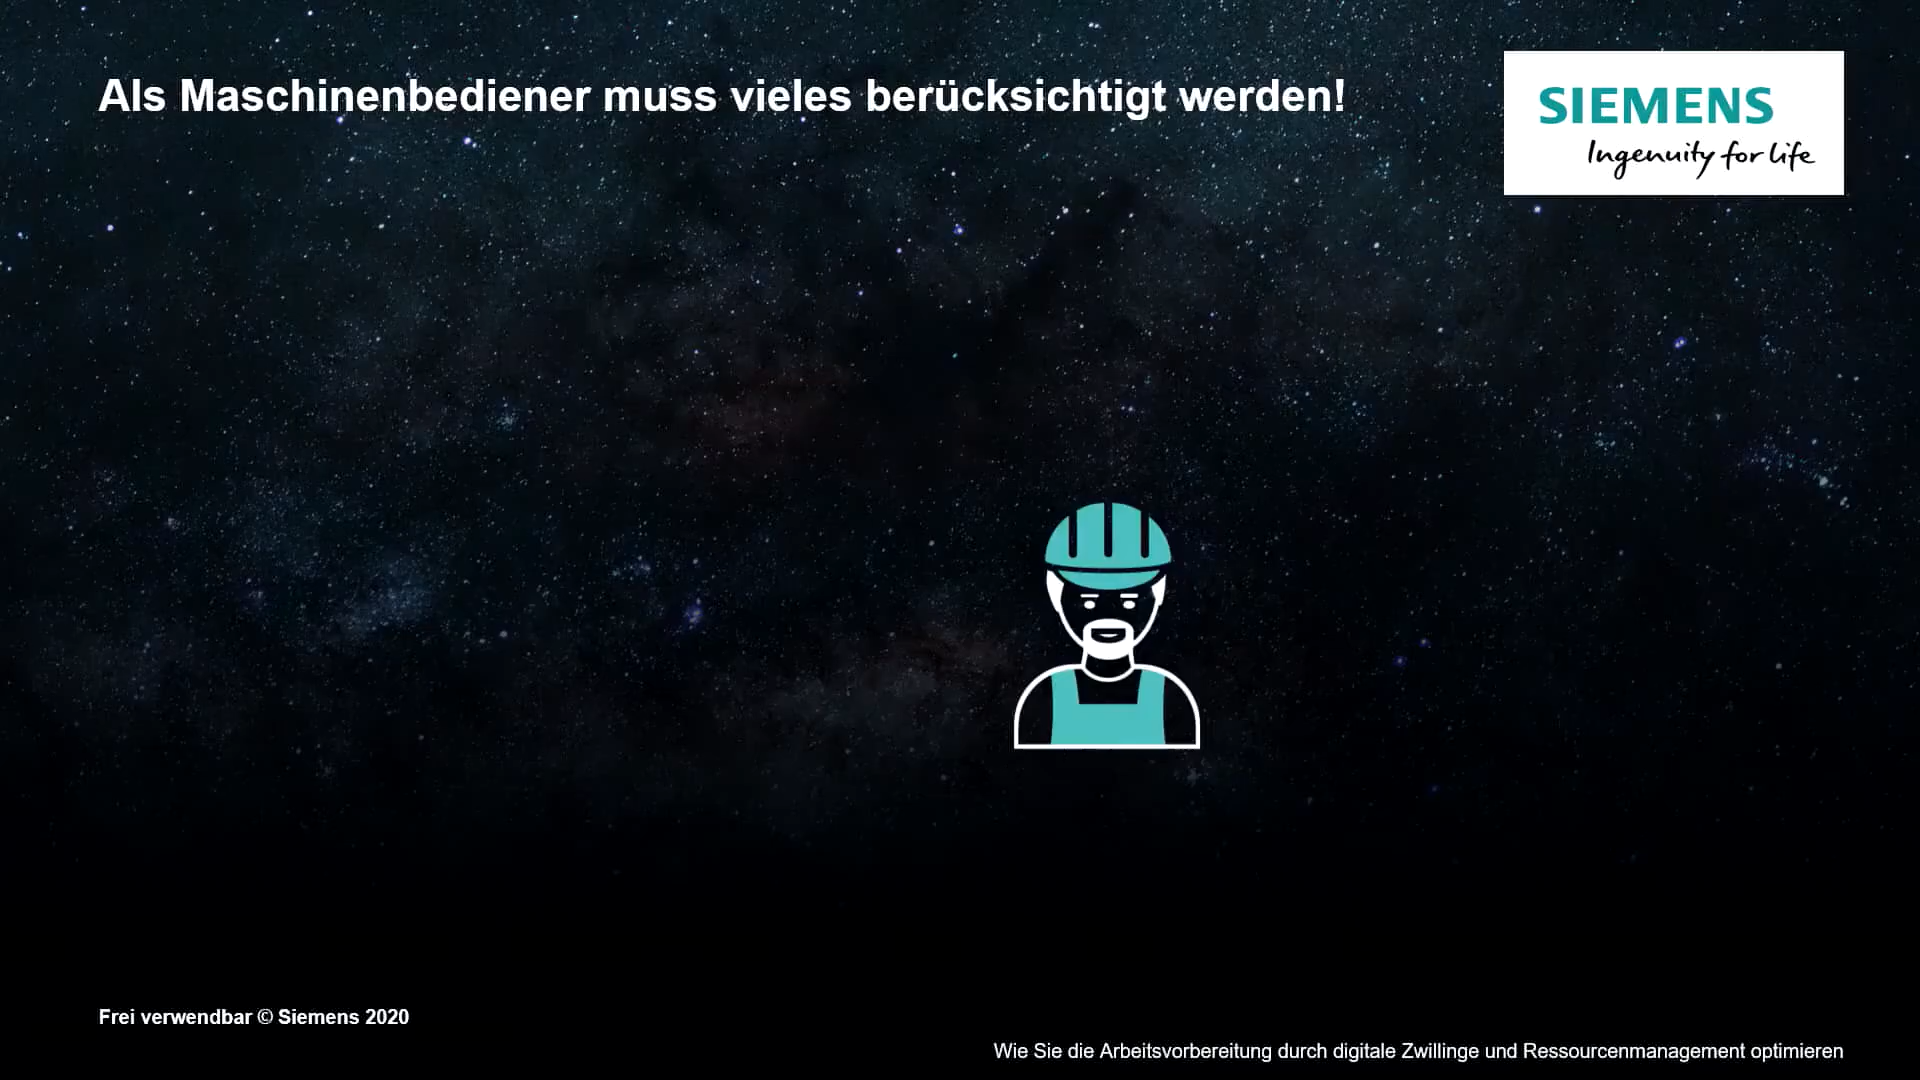 Als Maschinenbediener muss vieles berücksichtigt werden!
SIEMENS
Ingenuity for life
Frei verwendbar © Siemens 2020
Wie Sie die Arbeitsvorbereitung durch digitale Zwillinge und Ressourcenmanagement optimieren